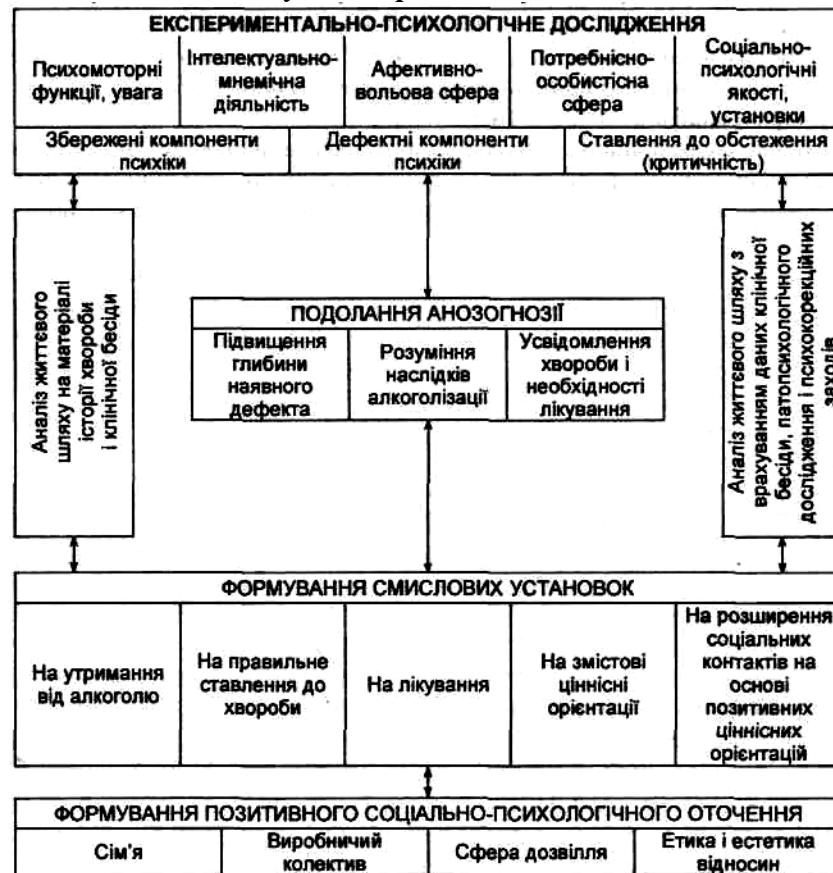 ЕКСПЕРИМЕНТАЛЬНО-ПСИХОЛОГІЧНЕ ДОСЛІДЖЕННЯ
Психомоторні
функції, увага
Інтелектуально-
мнемічна
діяльність
Афективно-
вольова сфера
Потребнісно-
особистісна
сфера
Соціально-
психологічні
якості,
установки
Збережені компоненти
психіки
Дефектні компоненти
психіки
Ставлення до обстеження
(критичність)
Аналіз життєвого
шляху на матеріалі
історії хвороби
і клінічної бесіди
ПОДОЛАННЯ АНОЗОГНОЗІЇ
Підвищення
глибини
наявного
дефекта
Розуміння
наслідків
алкоголізації
Усвідомлення
хвороби і
необхідності
лікування
Аналіз життєвого шляху з
врахуванням даних клінічної
бесіди, патопсихологічного
дослідження і психокорекційних
заходів
ФОРМУВАННЯ СМИСЛОВИХ УСТАНОВОК
На утримання
від алкоголю
На правильне
ставлення до
хвороби
На лікування
На змістові
ціннісні
орієнтації
На розширення
соціальних
контактів на
основі
позитивних
ціннісних
орієнтацій
ФОРМУВАННЯ ПОЗИТИВНОГО СОЦІАЛЬНО-ПСИХОЛОГІЧНОГО ОТОЧЕННЯ
Сім'я
Виробничий
колектив
Сфера дозвілля
Етика і естетика
відносин